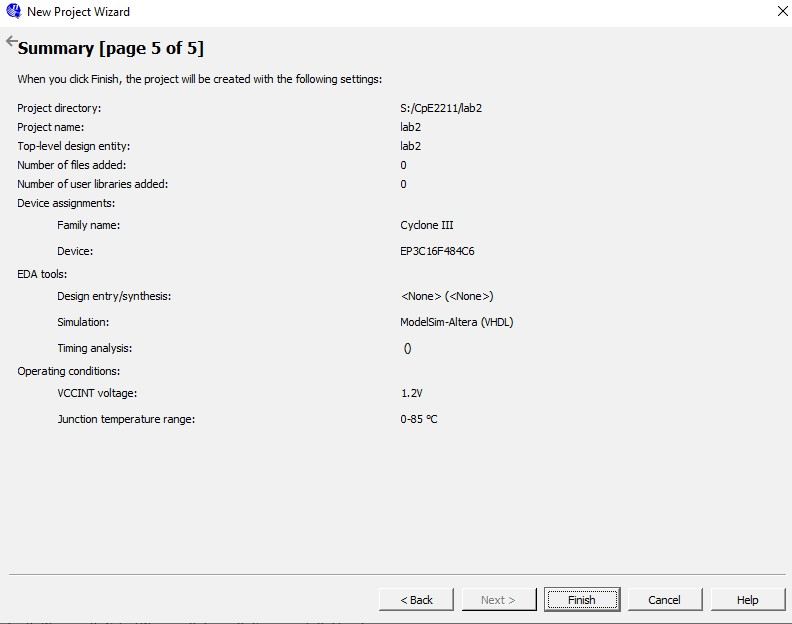 New Project Wizard
Summary [page 5 of 5]
When you click Finish, the project will be created with the following settings:
Project directory: S:/CpE2211/lab2
Project name: lab2
Top-level design entity: lab2
Number of files added: 0
Number of user libraries added: 0
Device assignments:
Family name: Cyclone III
Device: EP3C16F484C6
EDA tools:
Design entry/synthesis: <None> (<None>)
Simulation: ModelSim-Altera (VHDL)
Timing analysis: ()
Operating conditions:
VCCINT voltage: 1.2V
Junction temperature range: 0-85 ºC
< Back Next > Finish Cancel Help